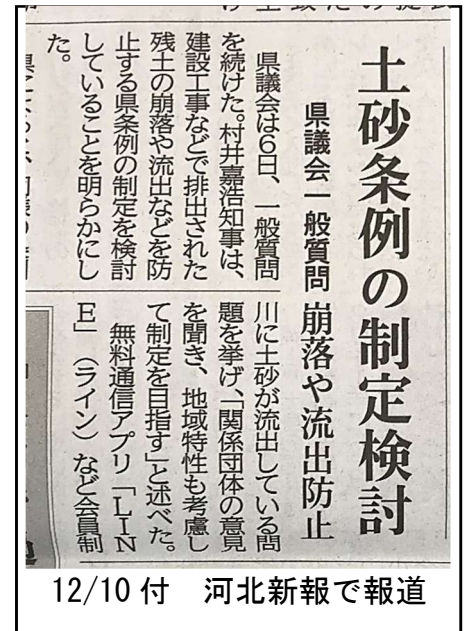 土砂条例の制定検討
県議会一般質問 崩落や流出防止
県議会は6日、一般質問
を続けた。村井嘉浩知事は、
建設工事などで排出された
残土の崩落や流出などを防
止する県条例の制定を検討
していることを明らかにし
た。
川に土砂が流出している問
題を挙げ、「関係団体の意見
を聞き、地域特性も考慮し
て制定を目指す」と述べた。
無料通信アプリ「LIN
E」(ライン)など会員制
12/10付 河北新報で報道